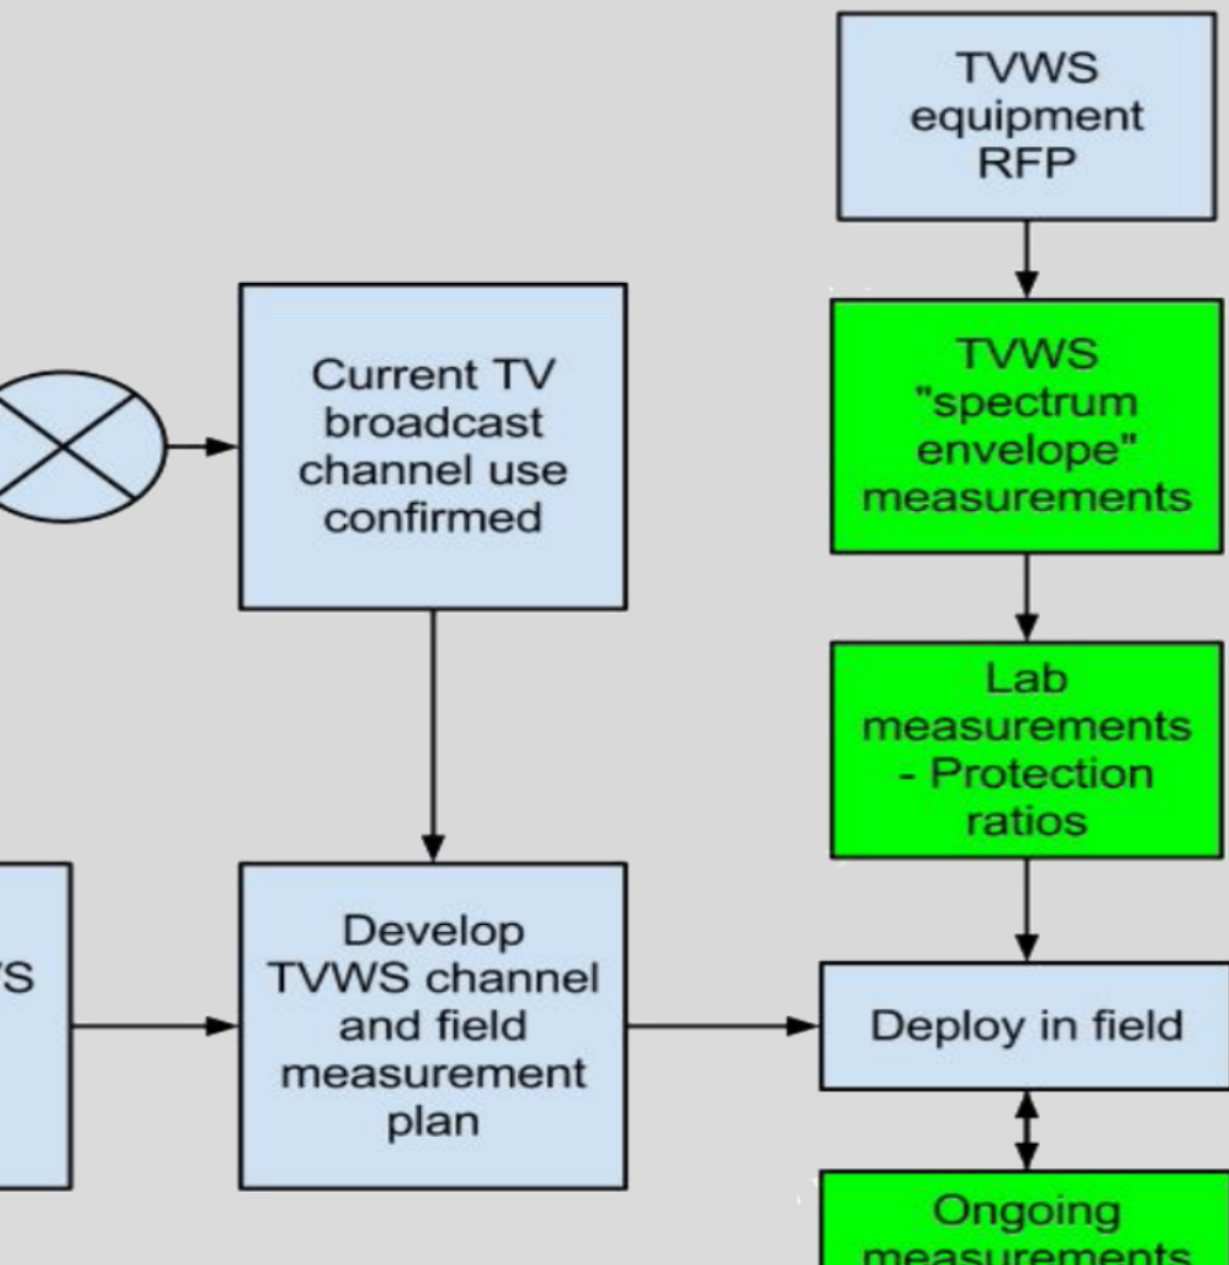 TVWS
equipment
RFP
Current TV
broadcast
channel use
confirmed
TVWS
"spectrum
envelope"
measurements
Lab
measurements
- Protection
ratios
Develop
TVWS channel
and field
measurement
plan
Deploy in field
Ongoing
measurements